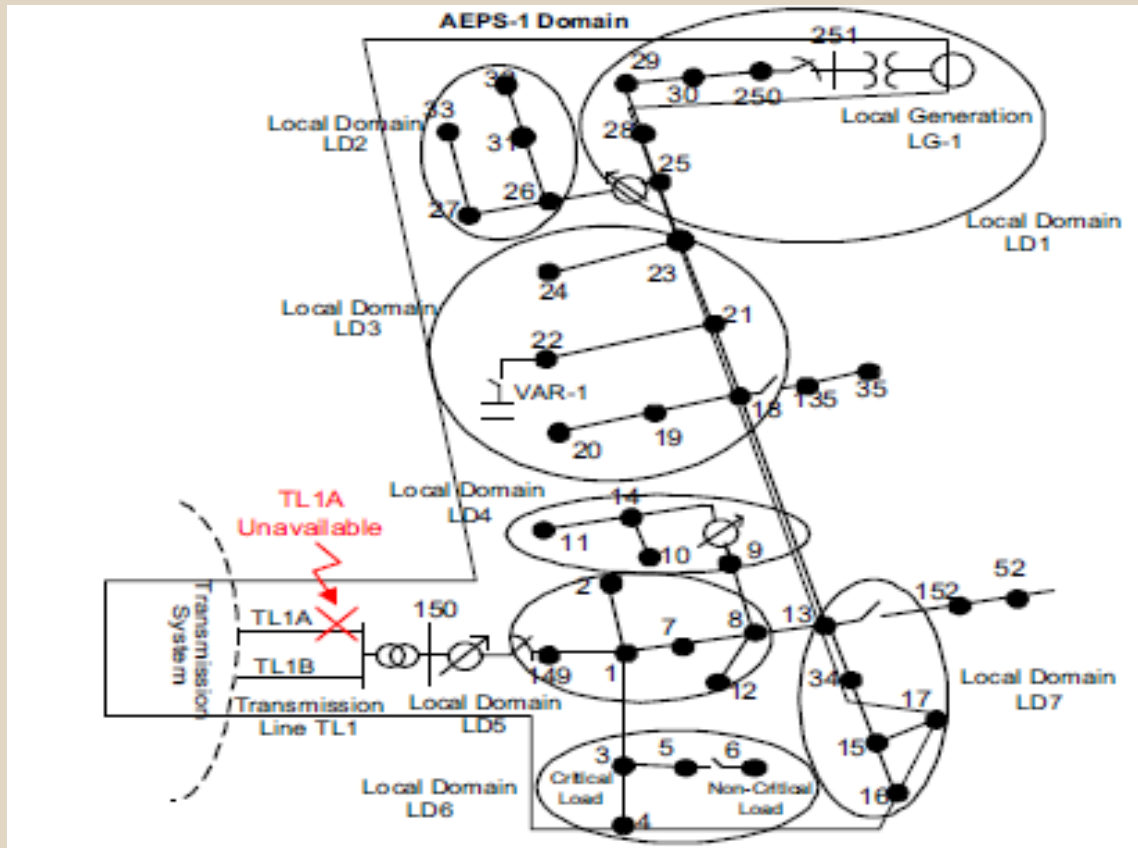 AEPS-1 Domain
251
29
30
250
Local Generation
LG-1
33
Local Domain
LD2
31
28
25
26
27
Local Domain
LD1
23
24
Local Domain
LD3
21
22
VAR-1
18
135
35
19
20
Local Domain
LD4
14
11
10
9
TL1A
Unavailable
Transmission
System
TL1A
TL1B
150
Transmission
Line TL1
Local Domain
LD5
149
2
1
7
8
12
13
152
52
34
17
15
16
Local Domain
LD7
3
5
6
Critical
Load
Non-Critical
Load
4
Local Domain
LD6